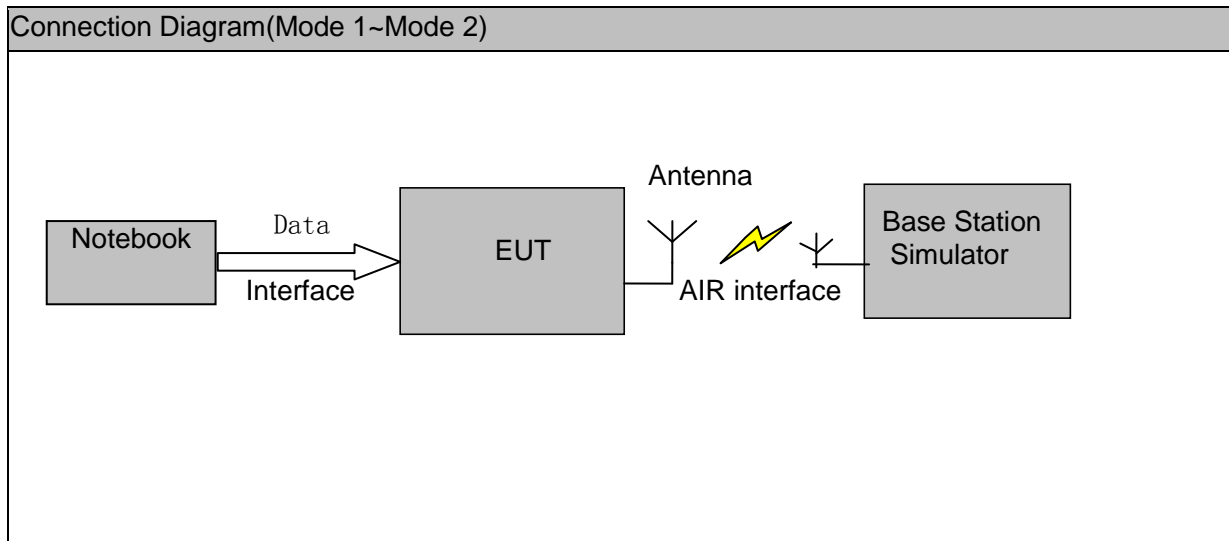 Connection Diagram(Mode 1~Mode 2)
Notebook
Data
Interface
EUT
Antenna
AIR interface
Base Station
Simulator